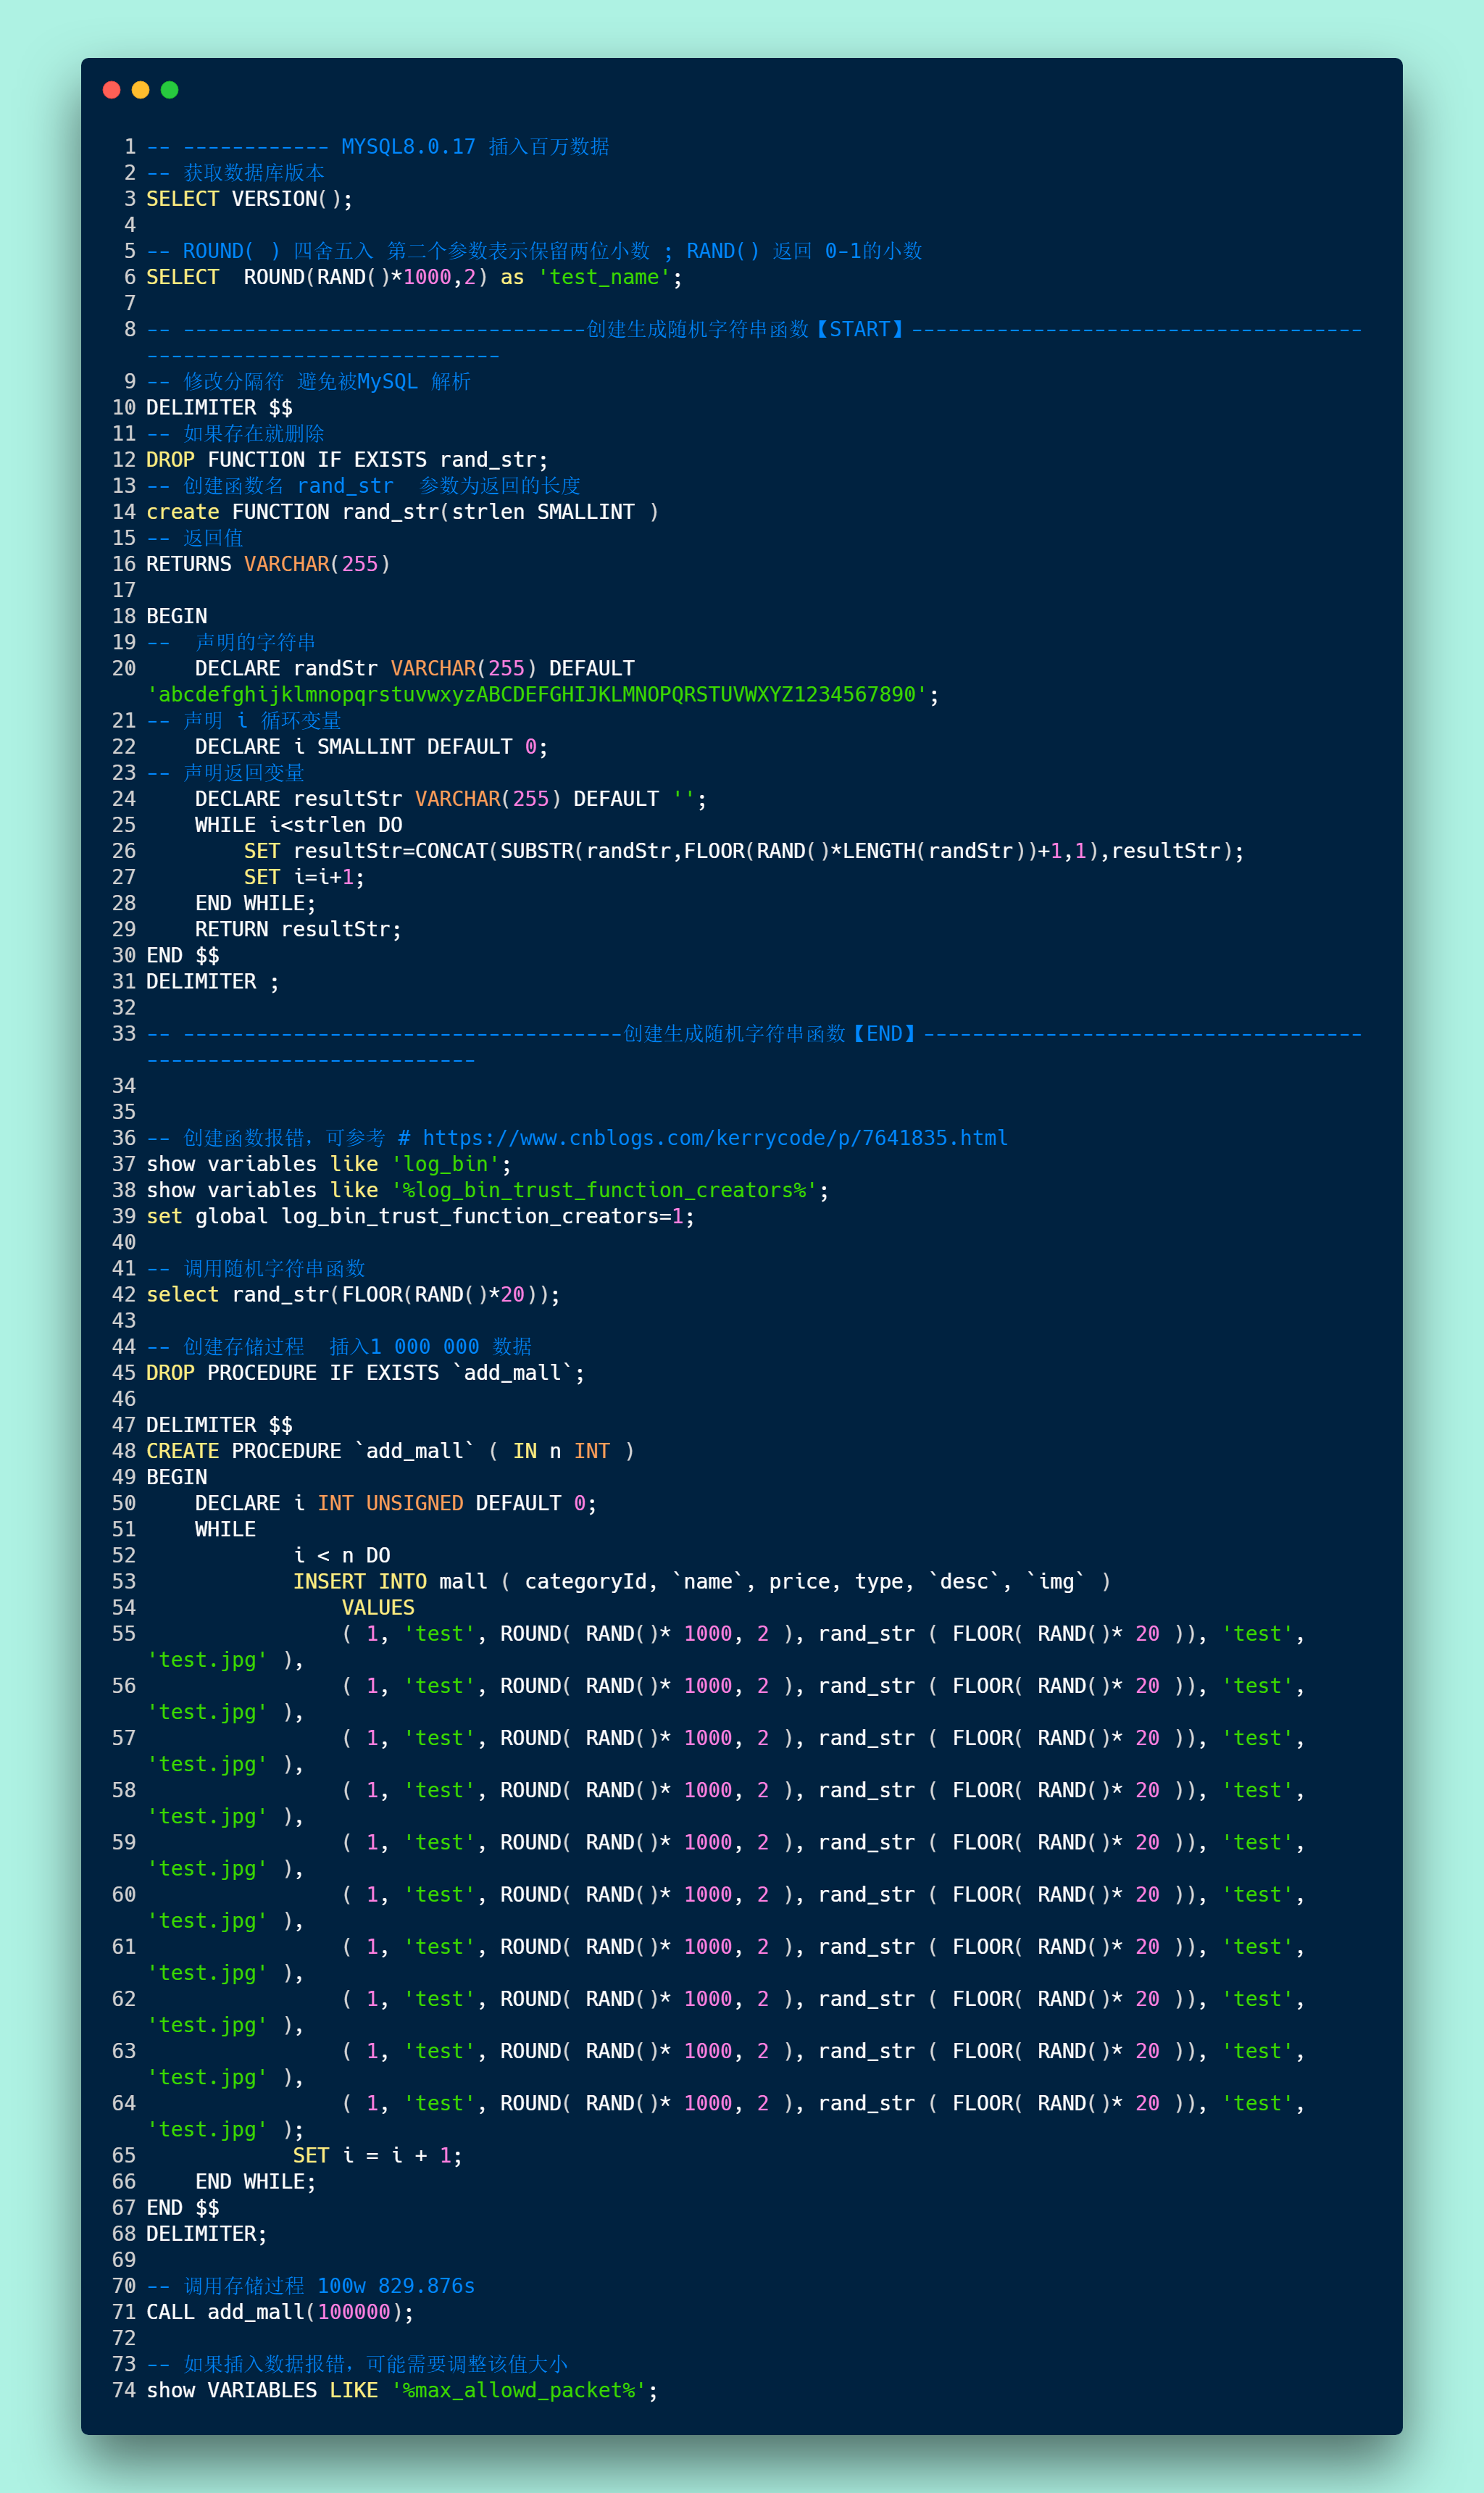 1 -- ------------ MYSQL8.0.17 插入百万数据
2 -- 获取数据库版本
3 SELECT VERSION();
4
5 -- ROUND( ) 四舍五入 第二个参数表示保留两位小数 ; RAND() 返回 0-1的小数
6 SELECT  ROUND(RAND()*1000,2) as 'test_name';
7
8 -- ---------------------------------创建生成随机字符串函数【START】-------------------------------------
-----------------------------
9 -- 修改分隔符 避免被MySQL 解析
10 DELIMITER $$
11 -- 如果存在就删除
12 DROP FUNCTION IF EXISTS rand_str;
13 -- 创建函数名 rand_str  参数为返回的长度
14 create FUNCTION rand_str(strlen SMALLINT )
15 -- 返回值
16 RETURNS VARCHAR(255)
17
18 BEGIN
19 --  声明的字符串
20     DECLARE randStr VARCHAR(255) DEFAULT
'abcdefghijklmnopqrstuvwxyzABCDEFGHIJKLMNOPQRSTUVWXYZ1234567890';
21 -- 声明 i 循环变量
22     DECLARE i SMALLINT DEFAULT 0;
23 -- 声明返回变量
24     DECLARE resultStr VARCHAR(255) DEFAULT '';
25     WHILE i<strlen DO
26         SET resultStr=CONCAT(SUBSTR(randStr,FLOOR(RAND()*LENGTH(randStr))+1,1),resultStr);
27         SET i=i+1;
28     END WHILE;
29     RETURN resultStr;
30 END $$
31 DELIMITER ;
32
33 -- ------------------------------------创建生成随机字符串函数【END】------------------------------------
---------------------------
34
35
36 -- 创建函数报错，可参考 # https://www.cnblogs.com/kerrycode/p/7641835.html
37 show variables like 'log_bin';
38 show variables like '%log_bin_trust_function_creators%';
39 set global log_bin_trust_function_creators=1;
40
41 -- 调用随机字符串函数
42 select rand_str(FLOOR(RAND()*20));
43
44 -- 创建存储过程  插入1 000 000 数据
45 DROP PROCEDURE IF EXISTS `add_mall`;
46
47 DELIMITER $$
48 CREATE PROCEDURE `add_mall` ( IN n INT )
49 BEGIN
50     DECLARE i INT UNSIGNED DEFAULT 0;
51     WHILE
52             i < n DO
53             INSERT INTO mall ( categoryId, `name`, price, type, `desc`, `img` )
54                 VALUES
55                 ( 1, 'test', ROUND( RAND()* 1000, 2 ), rand_str ( FLOOR( RAND()* 20 )), 'test',
'test.jpg' ),
56                 ( 1, 'test', ROUND( RAND()* 1000, 2 ), rand_str ( FLOOR( RAND()* 20 )), 'test',
'test.jpg' ),
57                 ( 1, 'test', ROUND( RAND()* 1000, 2 ), rand_str ( FLOOR( RAND()* 20 )), 'test',
'test.jpg' ),
58                 ( 1, 'test', ROUND( RAND()* 1000, 2 ), rand_str ( FLOOR( RAND()* 20 )), 'test',
'test.jpg' ),
59                 ( 1, 'test', ROUND( RAND()* 1000, 2 ), rand_str ( FLOOR( RAND()* 20 )), 'test',
'test.jpg' ),
60                 ( 1, 'test', ROUND( RAND()* 1000, 2 ), rand_str ( FLOOR( RAND()* 20 )), 'test',
'test.jpg' ),
61                 ( 1, 'test', ROUND( RAND()* 1000, 2 ), rand_str ( FLOOR( RAND()* 20 )), 'test',
'test.jpg' ),
62                 ( 1, 'test', ROUND( RAND()* 1000, 2 ), rand_str ( FLOOR( RAND()* 20 )), 'test',
'test.jpg' ),
63                 ( 1, 'test', ROUND( RAND()* 1000, 2 ), rand_str ( FLOOR( RAND()* 20 )), 'test',
'test.jpg' ),
64                 ( 1, 'test', ROUND( RAND()* 1000, 2 ), rand_str ( FLOOR( RAND()* 20 )), 'test',
'test.jpg' );
65             SET i = i + 1;
66     END WHILE;
67 END $$
68 DELIMITER;
69
70 -- 调用存储过程 100w 829.876s
71 CALL add_mall(100000);
72
73 -- 如果插入数据报错，可能需要调整该值大小
74 show VARIABLES LIKE '%max_allowd_packet%';